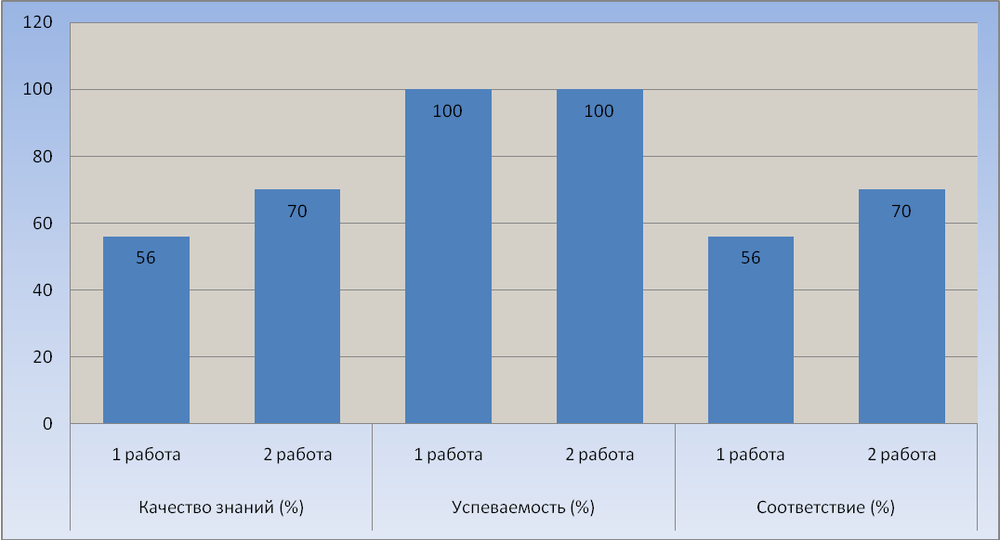 120
100
80
60
40
20
0
56
70
100
100
56
70
1 работа
2 работа
1 работа
2 работа
1 работа
2 работа
Качество знаний (%)
Успеваемость (%)
Соответствие (%)